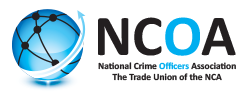 NCOA
National Crime Officers Association
The Trade Union of the NCA